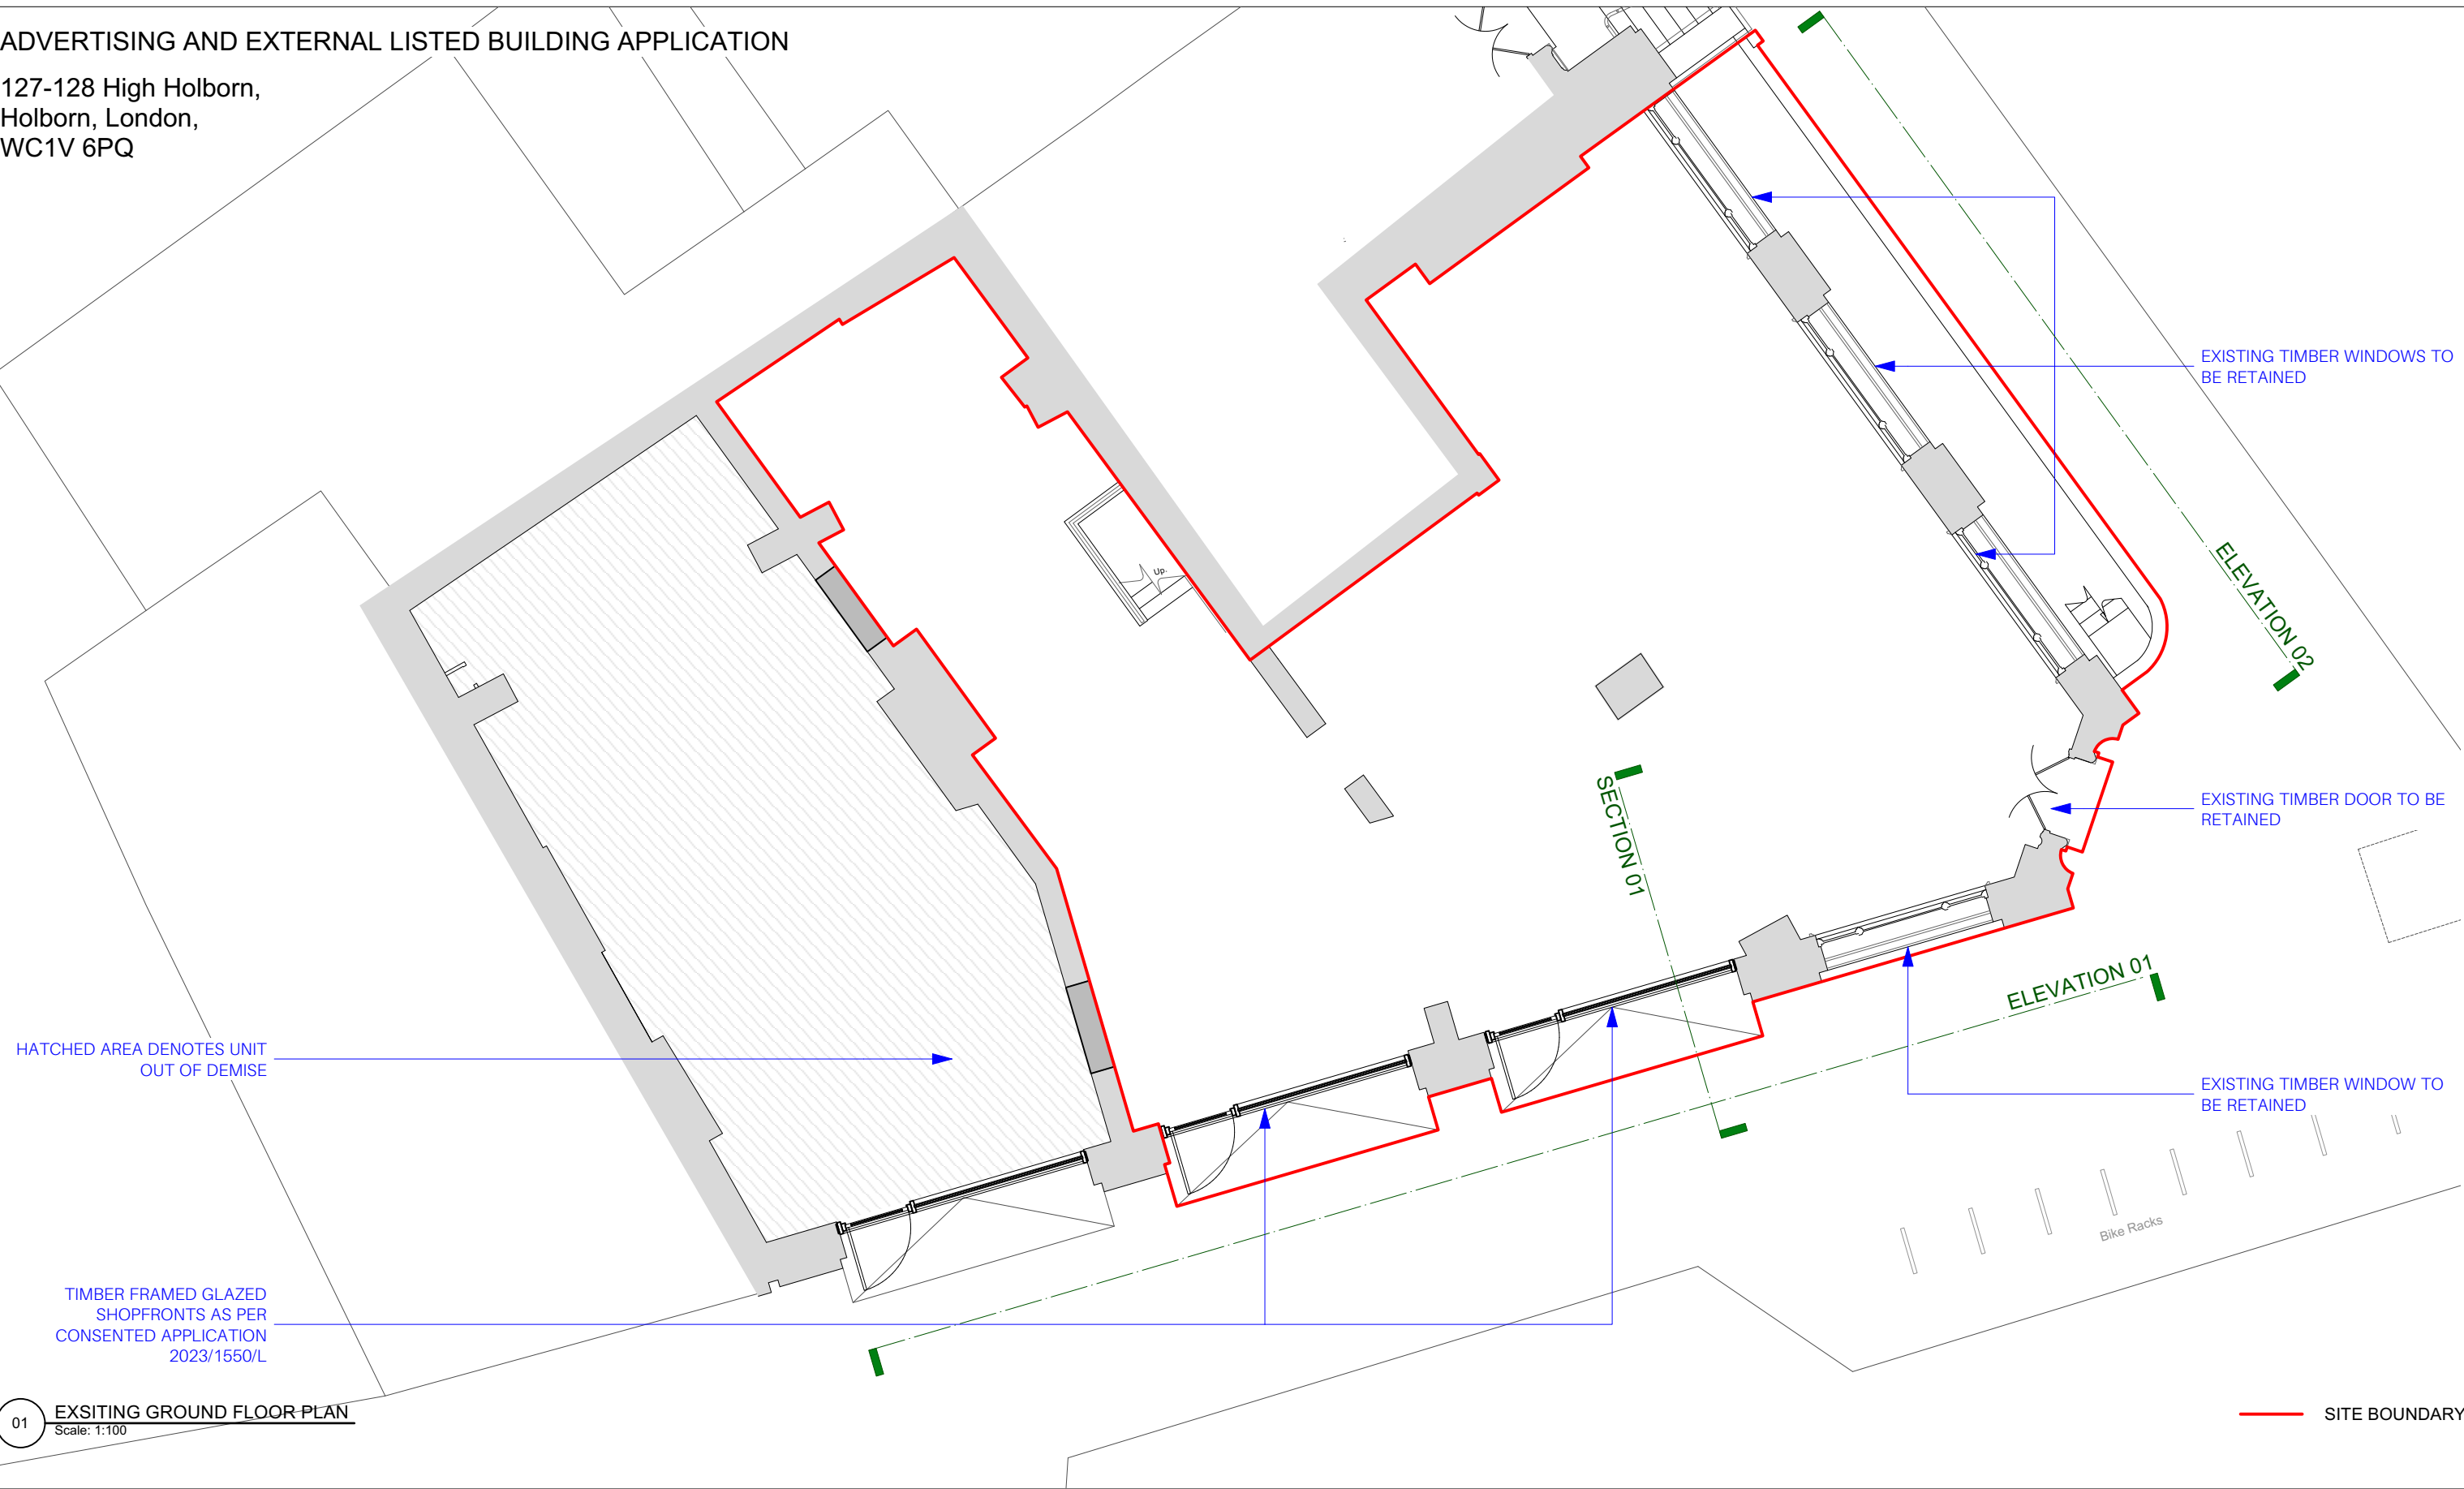 ADVERTISING AND EXTERNAL LISTED BUILDING APPLICATION
127-128 High Holborn,
Holborn, London,
WC1V 6PQ
EXISTING TIMBER WINDOWS TO
BE RETAINED
Up.
ELEVATION 02
SECTION 01
EXISTING TIMBER DOOR TO BE
RETAINED
ELEVATION 01
HATCHED AREA DENOTES UNIT
OUT OF DEMISE
EXISTING TIMBER WINDOW TO
BE RETAINED
Bike Racks
TIMBER FRAMED GLAZED
SHOPFRONTS AS PER
CONSENTED APPLICATION
2023/1550/L
01
EXSITING GROUND FLOOR PLAN
Scale: 1:100
SITE BOUNDARY